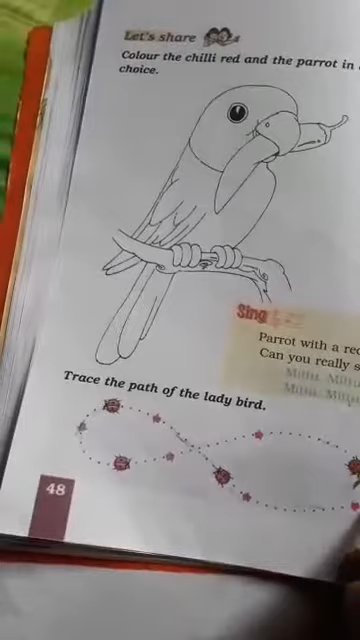 Let's share
Colour the chilli red and the parrot in
choice.
Sing
Parrot with a red
Can you really s
Trace the path of the lady bird.
48